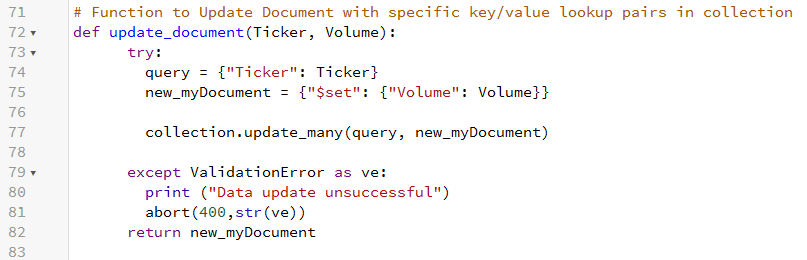 71 # Function to Update Document with specific key/value lookup pairs in collection
72 def update_document(Ticker, Volume):
73 try:
74 query = {"Ticker": Ticker}
75 new_myDocument = {"$set": {"Volume": Volume}}
76
77 collection.update_many(query, new_myDocument)
78
79 except ValidationError as ve:
80 print ("Data update unsuccessful")
81 abort(400,str(ve))
82 return new_myDocument
83